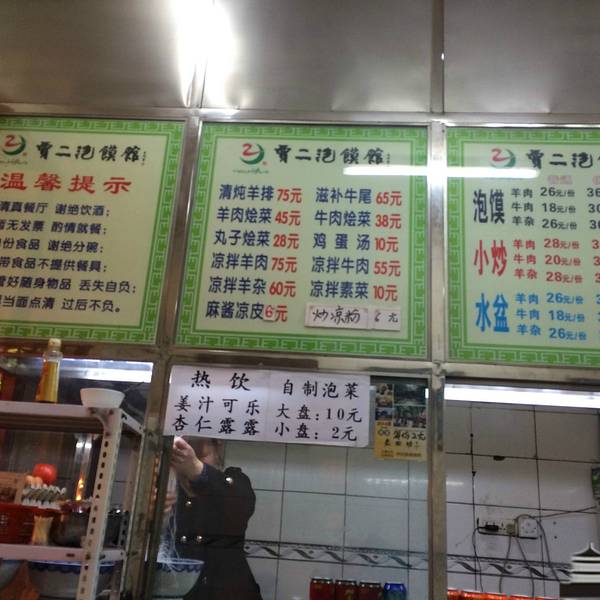 贾二泡馍馆
温馨提示
清真餐厅 谢绝饮酒;
暂无发票 酌情就餐;
份食品 谢绝分碗;
带食品不提供餐具;
看好随身物品 丢失自负;
当面点清 过后不负。
贾二泡馍馆
清炖羊排75元 滋补牛尾65元
羊肉烩菜45元 牛肉烩菜38元
丸子烩菜28元 鸡蛋汤10元
凉拌羊肉75元 凉拌牛肉55元
凉拌羊杂60元 凉拌素菜10元
麻酱凉皮6元 炒凉粉 8元
贾二泡馍馆
普通
泡馍 羊肉 26元/份
牛肉 18元/份 30
羊杂 26元/份
小炒 羊肉 28元/份
牛肉 20元/份
羊杂 28元/份
水盆 羊肉 26元/份
牛肉 18元/份
羊杂 26元/份
热饮 自制泡菜
姜汁可乐 大盘:10元
杏仁露露 小盘:2元